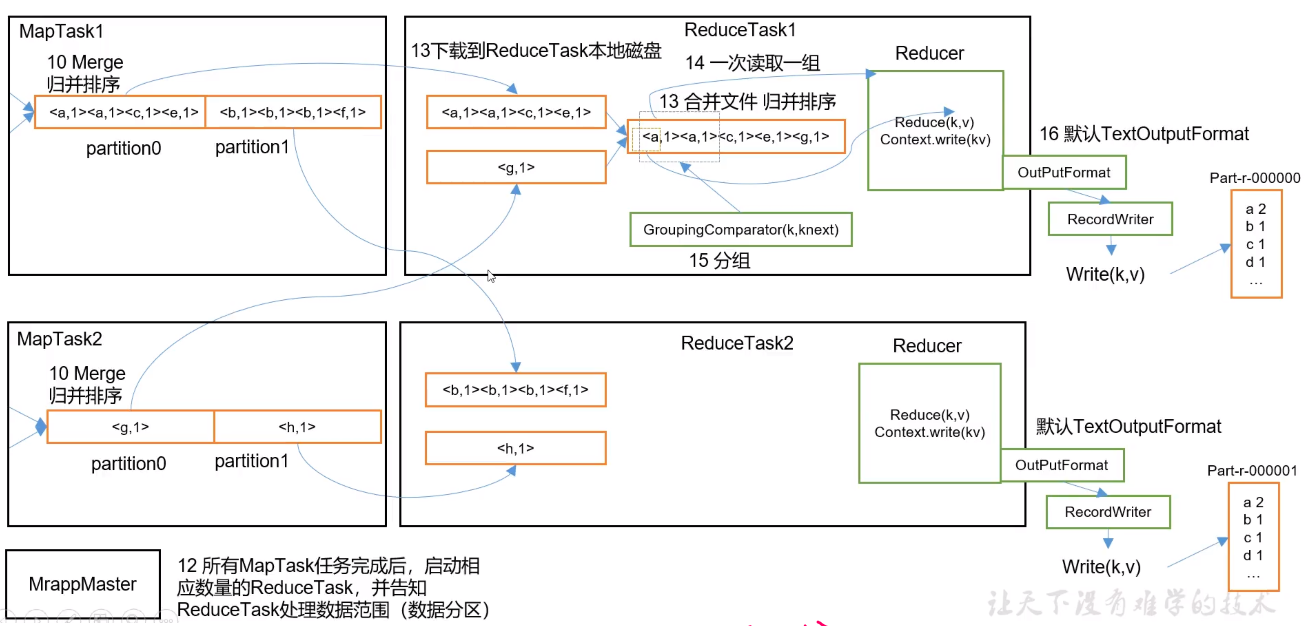 MapTask1
10 Merge
归并排序
<a,1><a,1><c,1><e,1>
<b,1><b,1><b,1><f,1>
partition0
partition1
ReduceTask1
13下载到ReduceTask本地磁盘
<a,1><a,1><c,1><e,1>
<g,1>
14 一次读取一组
13 合并文件 归并排序
<a,1><a,1><c,1><e,1><g,1>
GroupingComparator(k,knext)
15 分组
Reducer
Reduce(k,v)
Context.write(kv)
16 默认TextOutputFormat
OutPutFormat
RecordWriter
Write(k,v)
Part-r-000000
a 2
b 1
c 1
d 1
...
MapTask2
10 Merge
归并排序
<g,1>
<h,1>
partition0
partition1
ReduceTask2
<b,1><b,1><b,1><f,1>
<h,1>
Reducer
Reduce(k,v)
Context.write(kv)
默认TextOutputFormat
OutPutFormat
RecordWriter
Write(k,v)
Part-r-000001
a 2
b 1
c 1
d 1
...
MrappMaster
12 所有MapTask任务完成后，启动相
应数量的ReduceTask，并告知
ReduceTask处理数据范围（数据分区）
让天下没有难学的技术